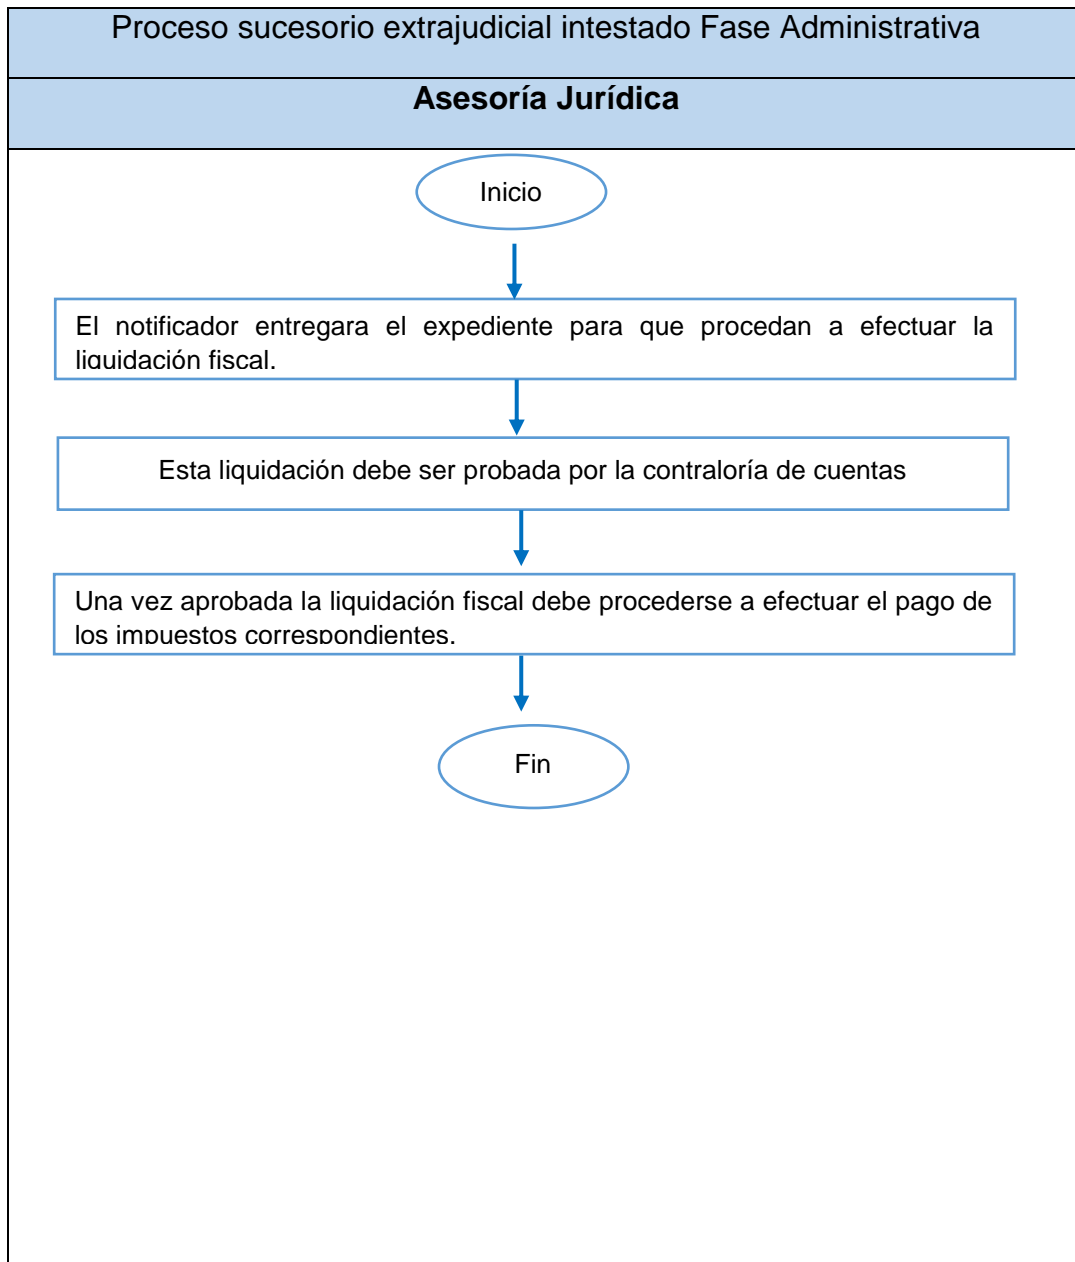 Proceso sucesorio extrajudicial intestado Fase Administrativa
Asesoría Jurídica
Inicio
El notificador entregara el expediente para que procedan a efectuar la
liquidación fiscal.
Esta liquidación debe ser probada por la contraloría de cuentas
Una vez aprobada la liquidación fiscal debe procederse a efectuar el pago de
los impuestos correspondientes.
Fin